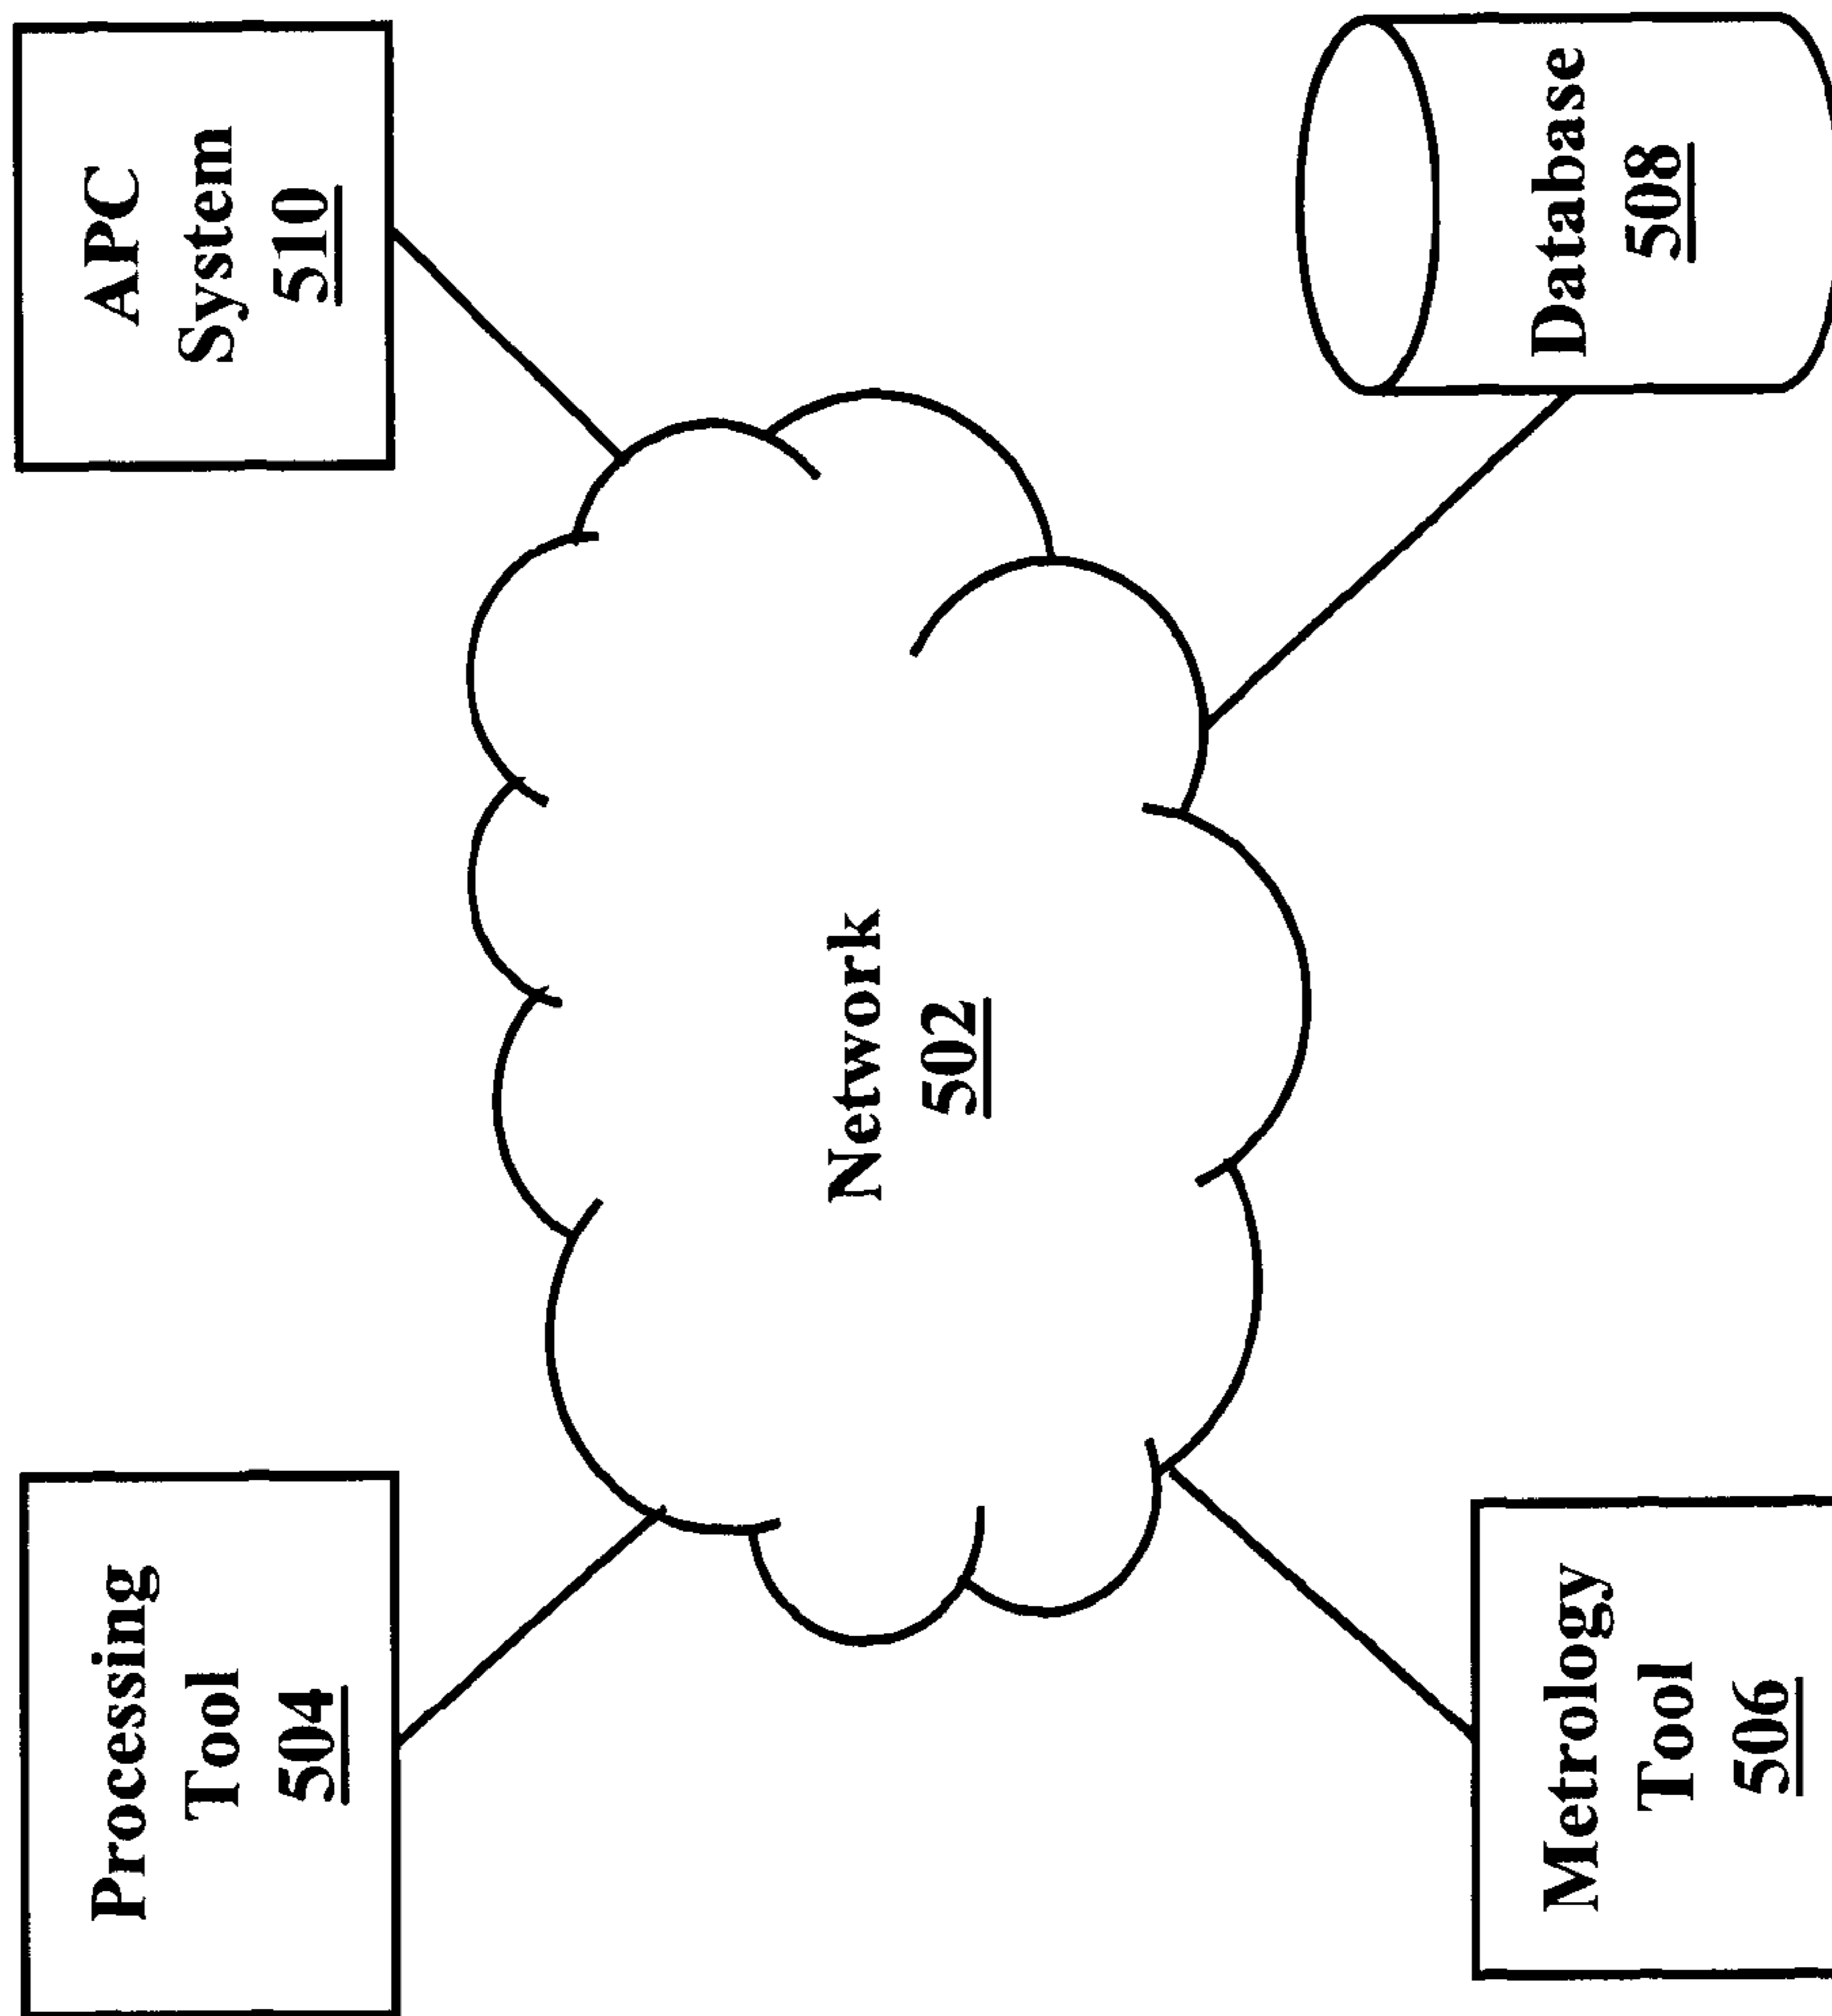 Processing
Tool
504
APC
System
510
Network
502
Metrology
Tool
506
Database
508